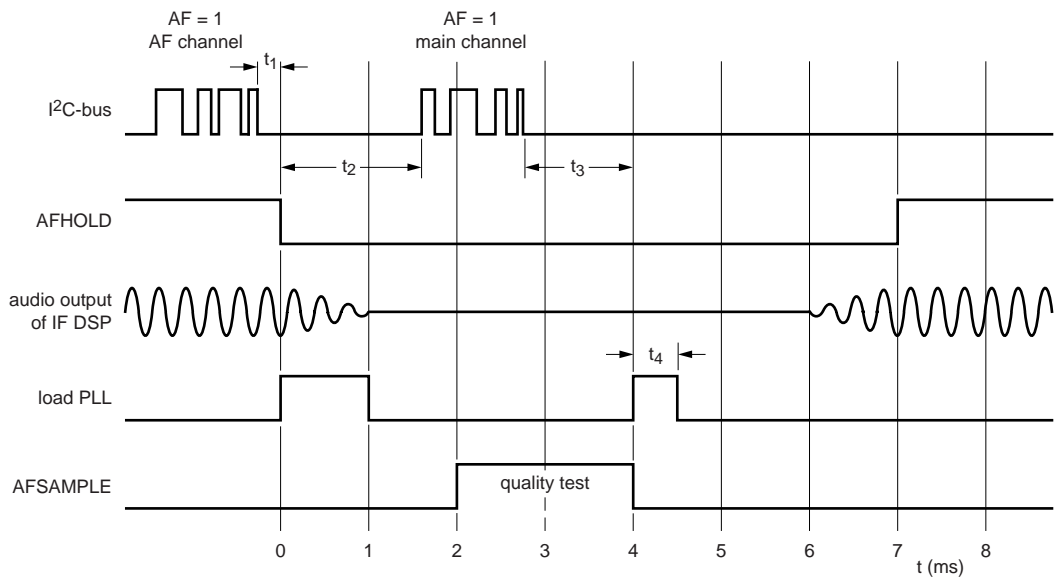 AF = 1
AF channel
AF = 1
main channel
t1
I2C-bus
t2
t3
AFHOLD
audio output
of IF DSP
t4
load PLL
AFSAMPLE
quality test
0 1 2 3 4 5 6 7 8
t (ms)